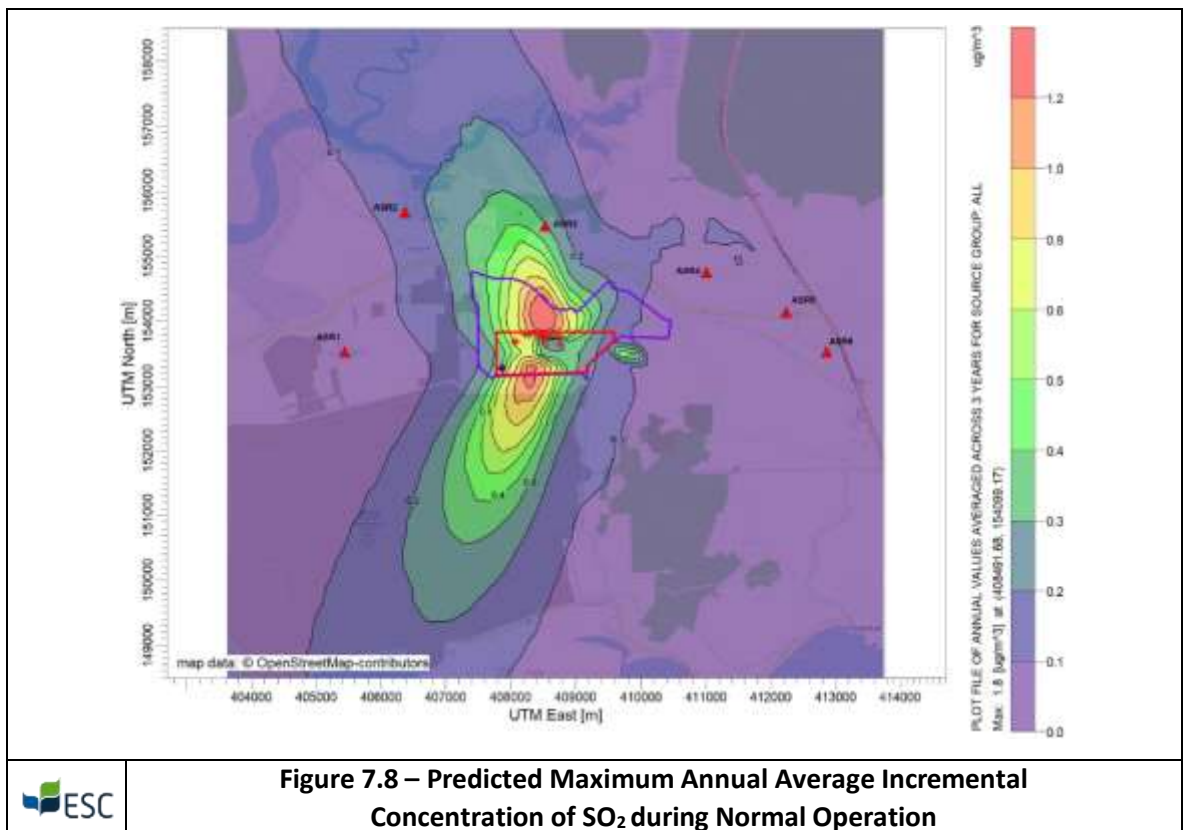 158000
157000
156000
155000
154000
153000
152000
151000
150000
149000
UTM North [m]
404000 405000 406000 407000 408000 409000 410000 411000 412000 413000 414000
UTM East [m]
ASR1
ASR2
0.2
0.4
map data: © OpenStreetMap-contributors
PLOT FILE OF ANNUAL VALUES AVERAGED ACROSS 3 YEARS FOR SOURCE GROUP: ALL
ug/m^3
Max: 1.8 [ug/m^3] at (408491.68, 154099.17)
1.2
1.0
0.8
0.6
0.5
0.4
0.3
0.2
0.1
0.0
ESC
Figure 7.8 – Predicted Maximum Annual Average Incremental
Concentration of SO₂ during Normal Operation